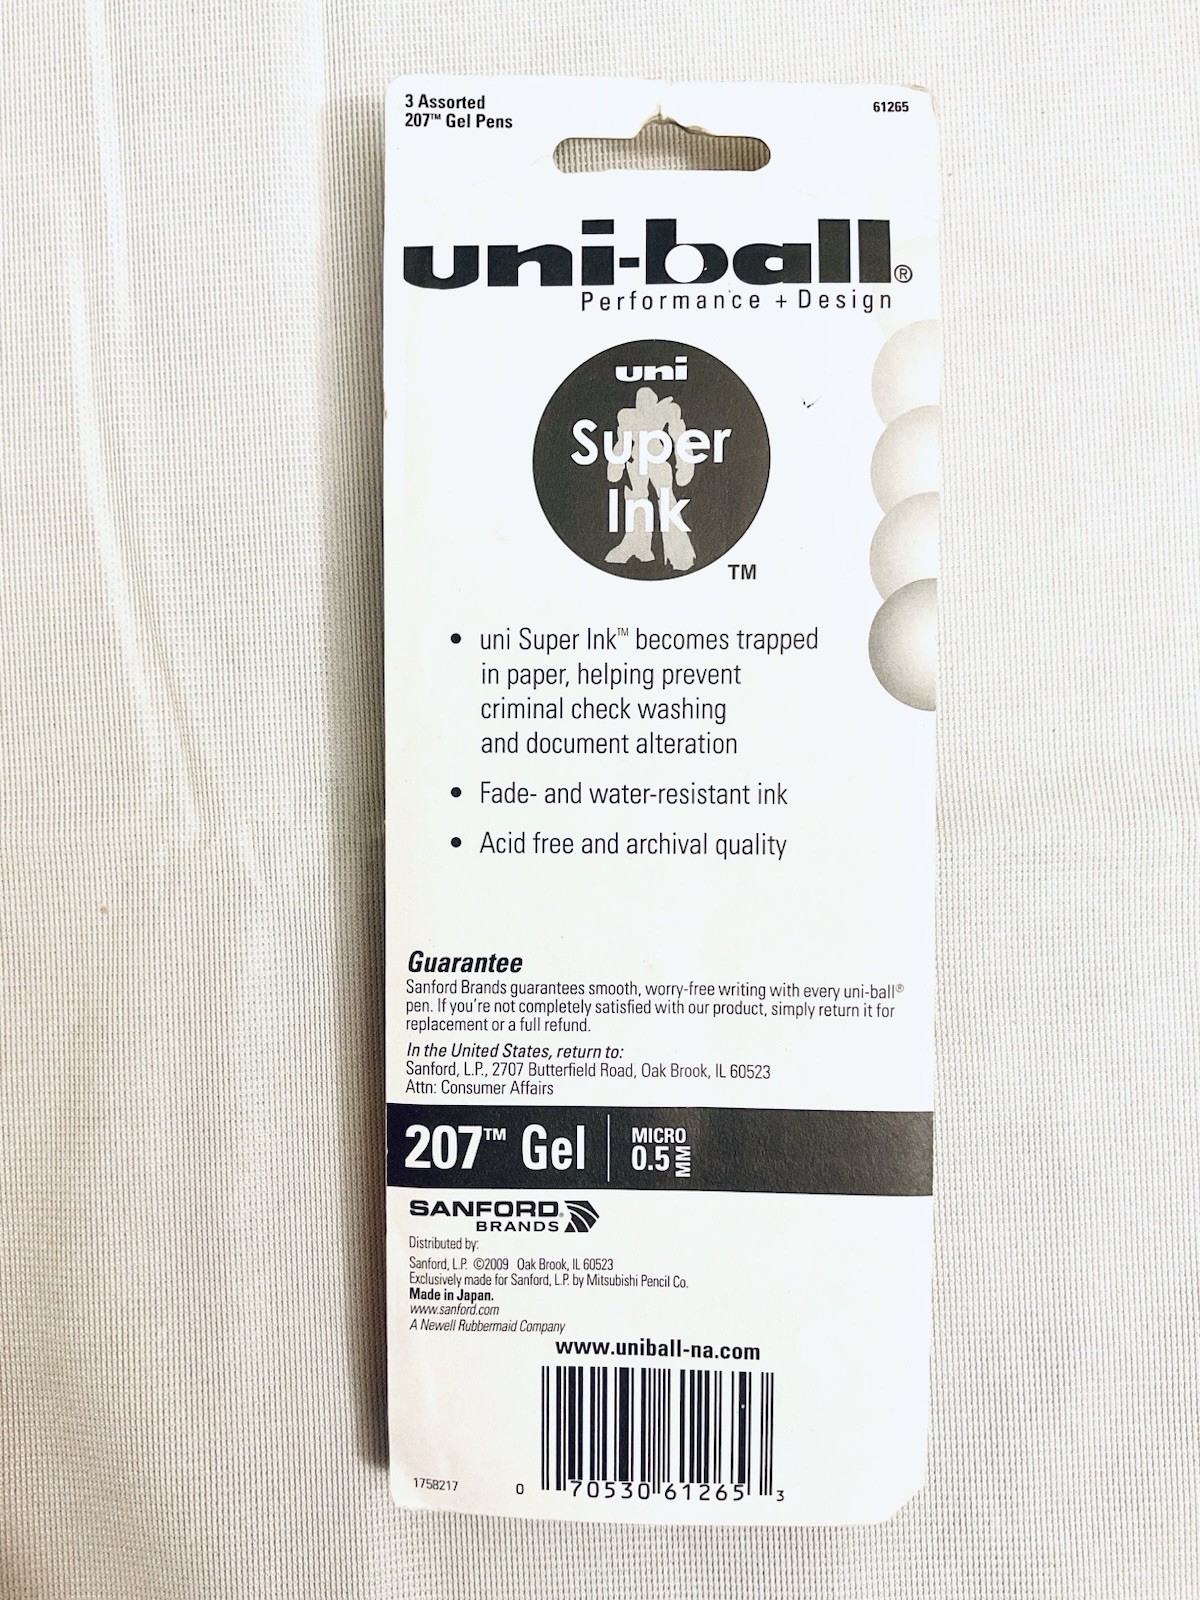 3 Assorted
207™ Gel Pens
61265
uni-ball®
Performance + Design
uni
Super
Ink
TM
• uni Super Ink™ becomes trapped
in paper, helping prevent
criminal check washing
and document alteration
• Fade- and water-resistant ink
• Acid free and archival quality
Guarantee
Sanford Brands guarantees smooth, worry-free writing with every uni-ball®
pen. If you're not completely satisfied with our product, simply return it for
replacement or a full refund.
In the United States, return to:
Sanford, L.P., 2707 Butterfield Road, Oak Brook, IL 60523
Attn: Consumer Affairs
207™ Gel
MICRO
0.5 MM
SANFORD®
BRANDS
Distributed by:
Sanford, L.P. ©2009 Oak Brook, IL 60523
Exclusively made for Sanford, L.P. by Mitsubishi Pencil Co.
Made in Japan.
www.sanford.com
A Newell Rubbermaid Company
www.uniball-na.com
1758217
0 70530 61265 3